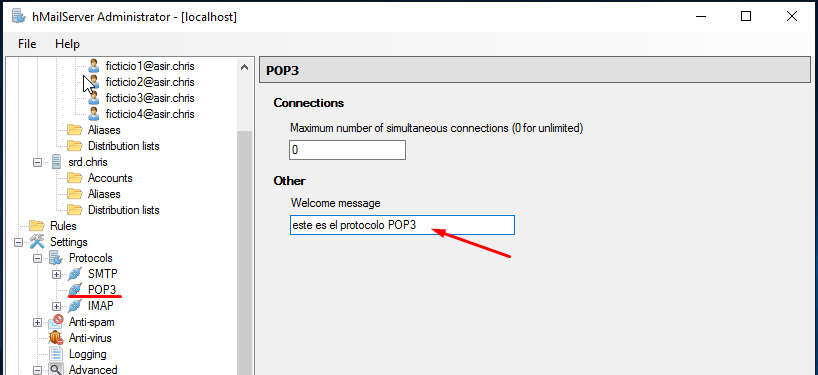 hMailServer Administrator - [localhost]
File Help
ficticio1@asir.chris
ficticio2@asir.chris
ficticio3@asir.chris
ficticio4@asir.chris
Aliases
Distribution lists
srd.chris
Accounts
Aliases
Distribution lists
Rules
Settings
Protocols
SMTP
POP3
IMAP
Anti-spam
Anti-virus
Logging
Advanced
POP3
Connections
Maximum number of simultaneous connections (0 for unlimited)
0
Other
Welcome message
este es el protocolo POP3